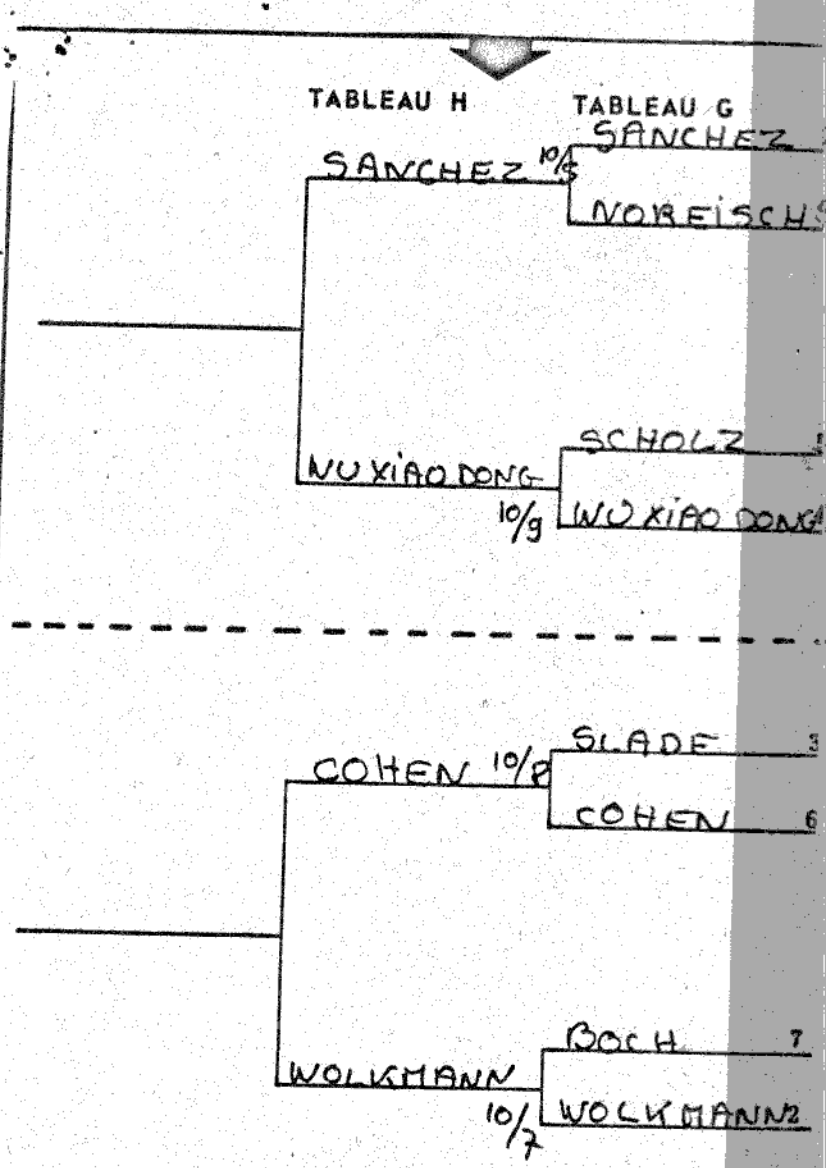 TABLEAU H TABLEAU G
SANCHEZ
SANCHEZ 10/5
NOREISCH
SCHOLZ
WU XIAO DONG
10/9 WU XIAO DONG
SLADE 3
COHEN 10/8
COHEN 6
BOCH 7
WOLKMANN
10/7 WOLKMANN 2